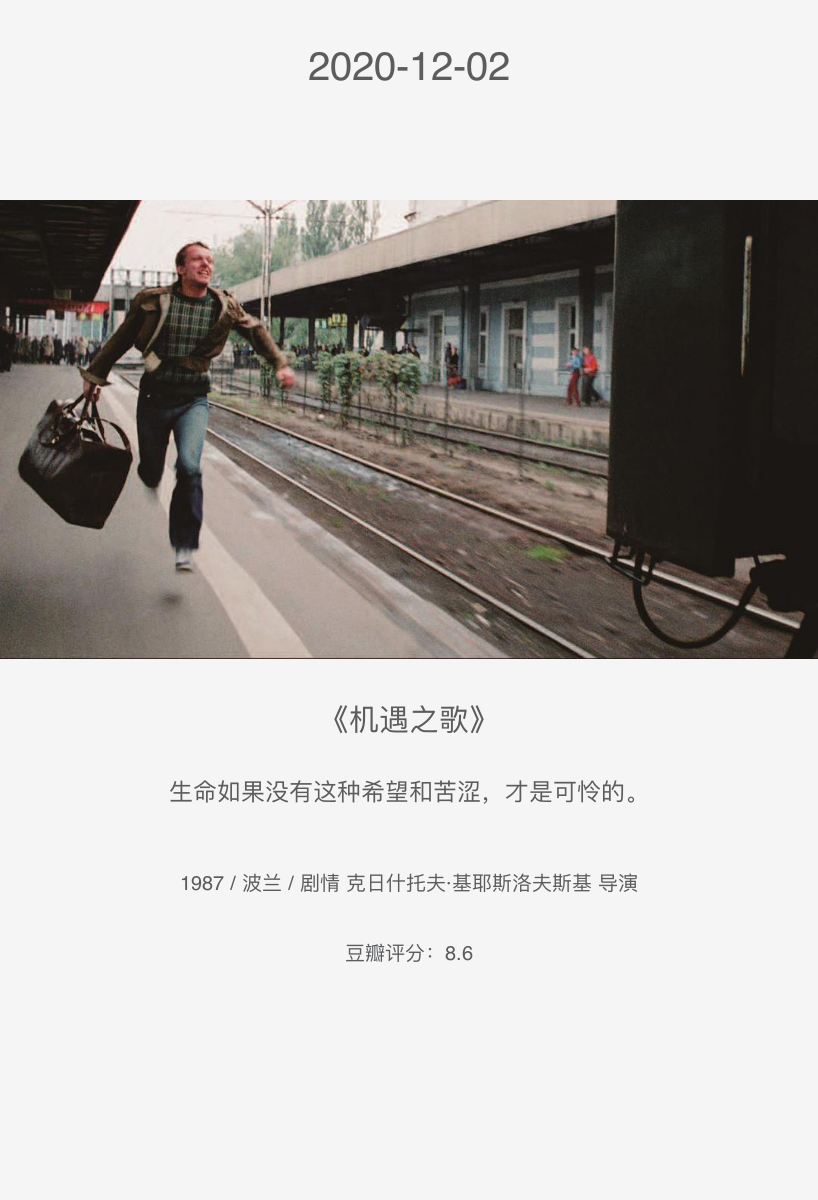 2020-12-02
《机遇之歌》
生命如果没有这种希望和苦涩，才是可怜的。
1987 / 波兰 / 剧情 克日什托夫·基耶斯洛夫斯基 导演
豆瓣评分：8.6